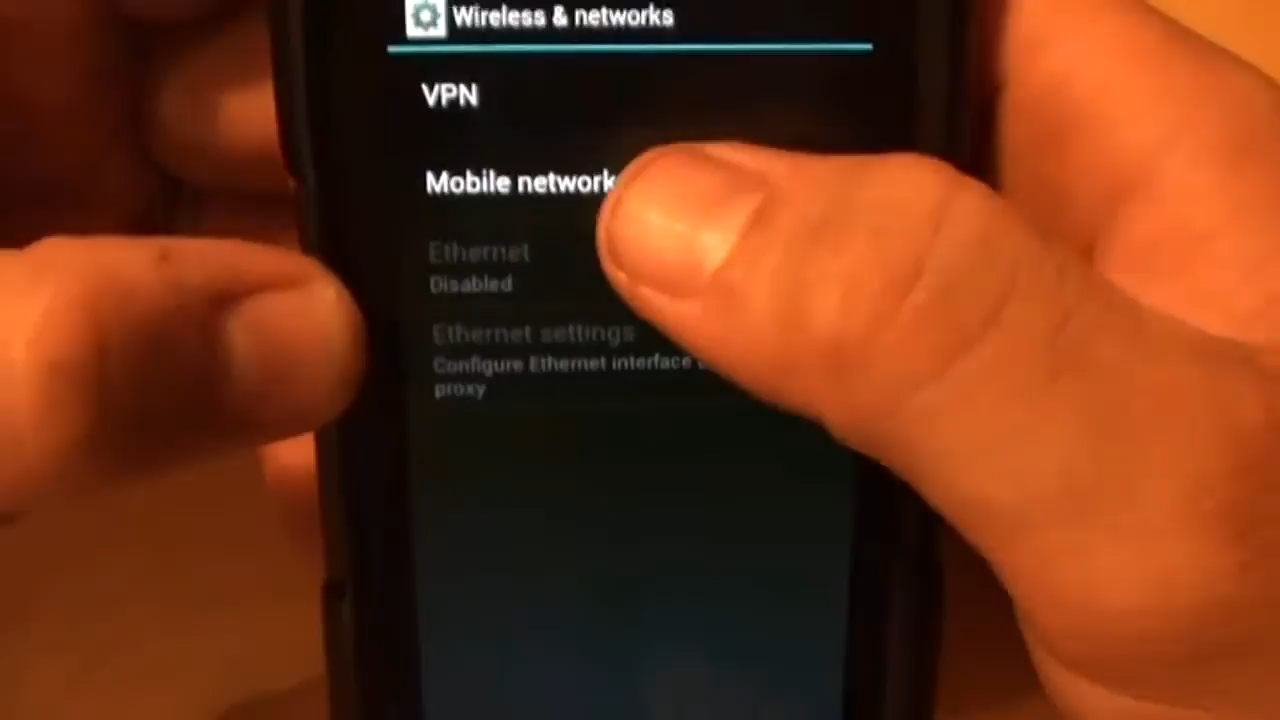 Wireless & networks
VPN
Mobile network
Ethernet
Disabled
Ethernet settings
Configure Ethernet interface
proxy